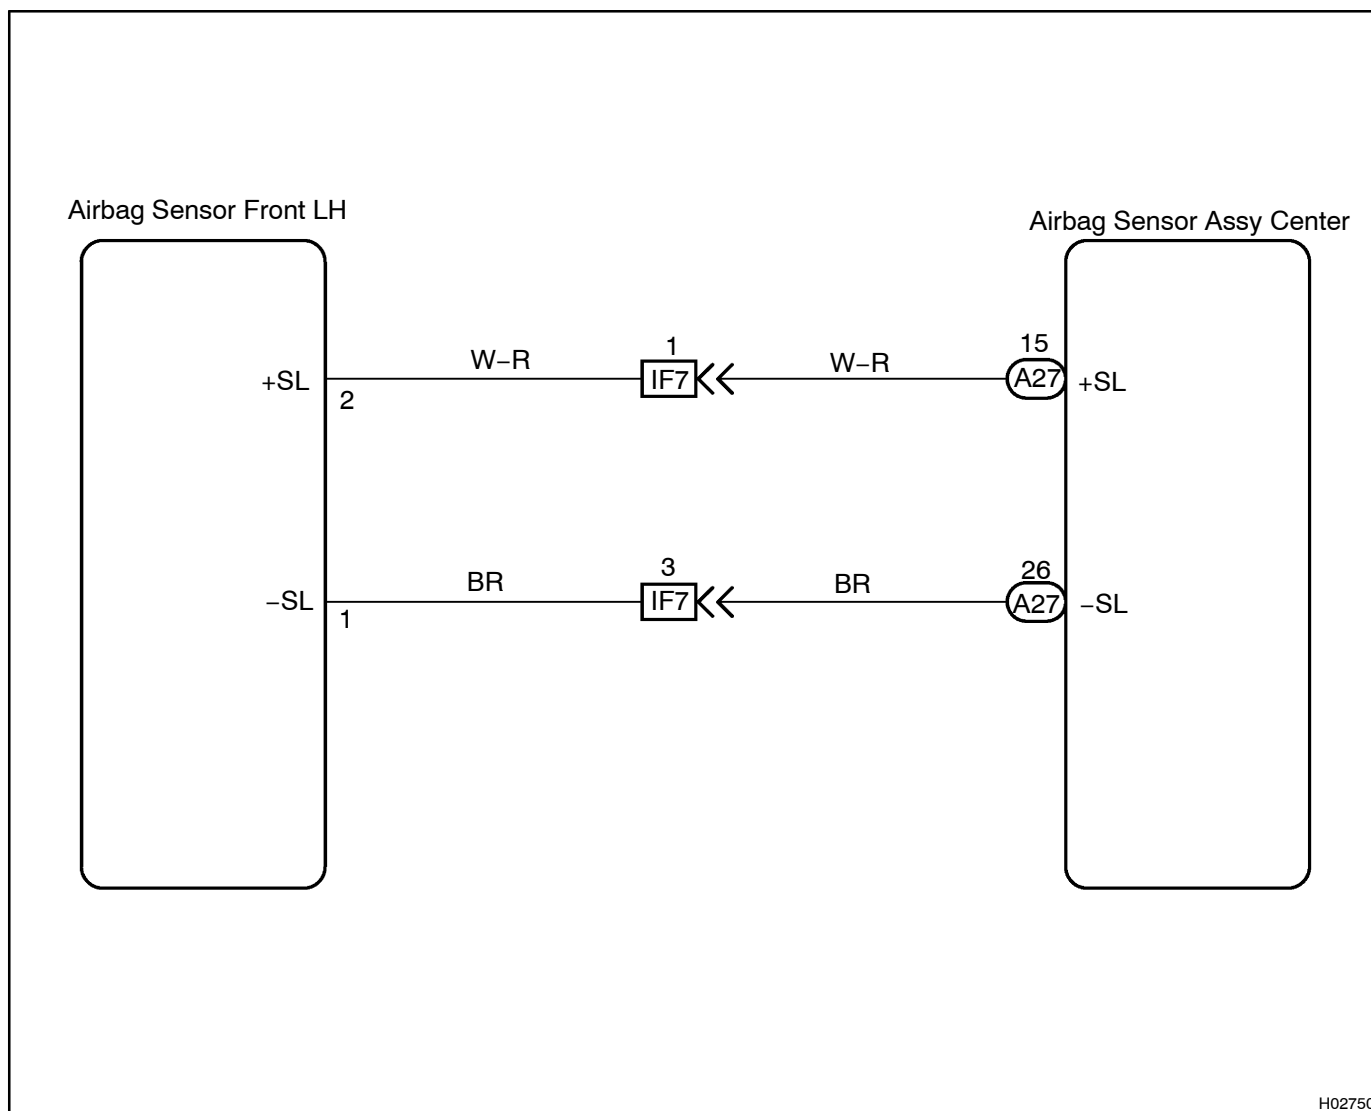 Airbag Sensor Front LH
Airbag Sensor Assy Center
1
15
W–R
W–R
+SL
IF7
A27
+SL
2
3
26
BR
BR
–SL
IF7
A27
–SL
1
H02750